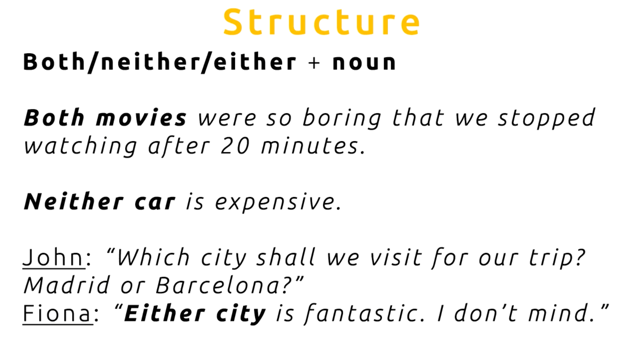 Structure
Both/neither/either + noun
Both movies were so boring that we stopped
watching after 20 minutes.
Neither car is expensive.
John: “Which city shall we visit for our trip?
Madrid or Barcelona?”
Fiona: “Either city is fantastic. I don’t mind.”